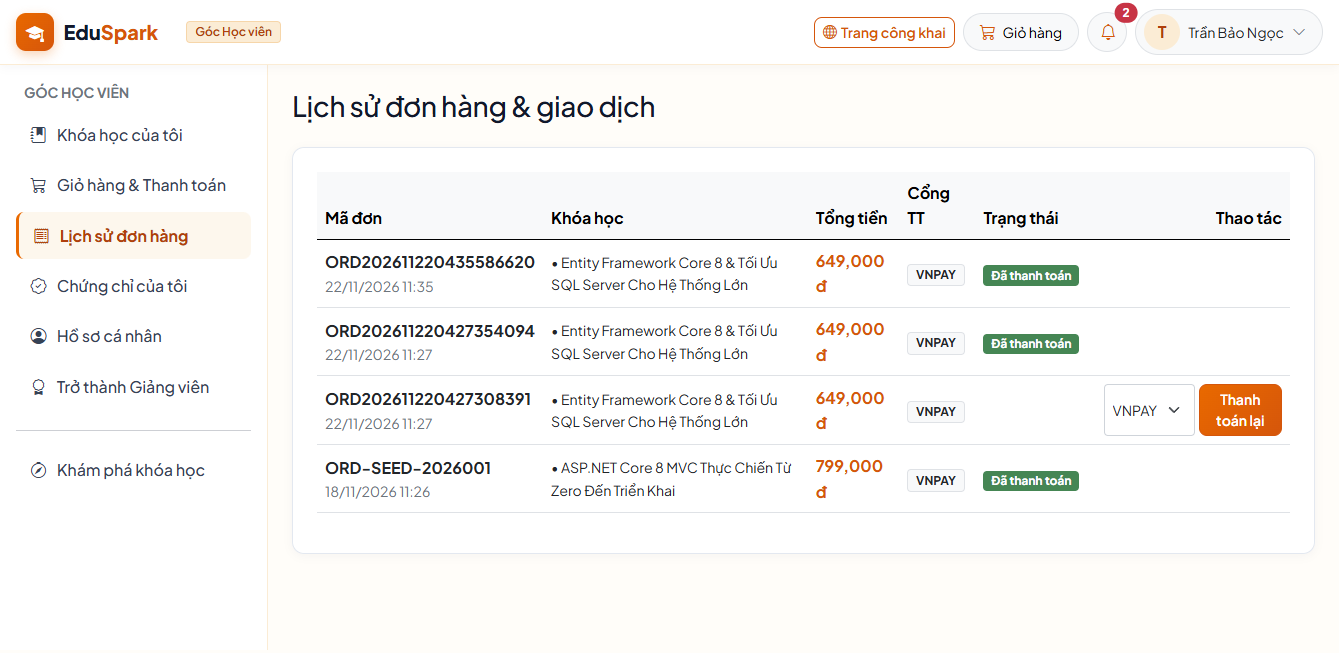 EduSpark
Góc Học viên
Trang công khai
Giỏ hàng
2
T
Trần Bảo Ngọc
GÓC HỌC VIÊN
Khóa học của tôi
Giỏ hàng & Thanh toán
Lịch sử đơn hàng
Chứng chỉ của tôi
Hồ sơ cá nhân
Trở thành Giảng viên
Khám phá khóa học
Lịch sử đơn hàng & giao dịch
Mã đơn
Khóa học
Tổng tiền
Cổng
TT
Trạng thái
Thao tác
ORD202611220435586620
22/11/2026 11:35
• Entity Framework Core 8 & Tối Ưu
SQL Server Cho Hệ Thống Lớn
649,000
đ
VNPAY
Đã thanh toán
ORD202611220427354094
22/11/2026 11:27
• Entity Framework Core 8 & Tối Ưu
SQL Server Cho Hệ Thống Lớn
649,000
đ
VNPAY
Đã thanh toán
ORD202611220427308391
22/11/2026 11:27
• Entity Framework Core 8 & Tối Ưu
SQL Server Cho Hệ Thống Lớn
649,000
đ
VNPAY
VNPAY
Thanh
toán lại
ORD-SEED-2026001
18/11/2026 11:26
• ASP.NET Core 8 MVC Thực Chiến Từ
Zero Đến Triển Khai
799,000
đ
VNPAY
Đã thanh toán